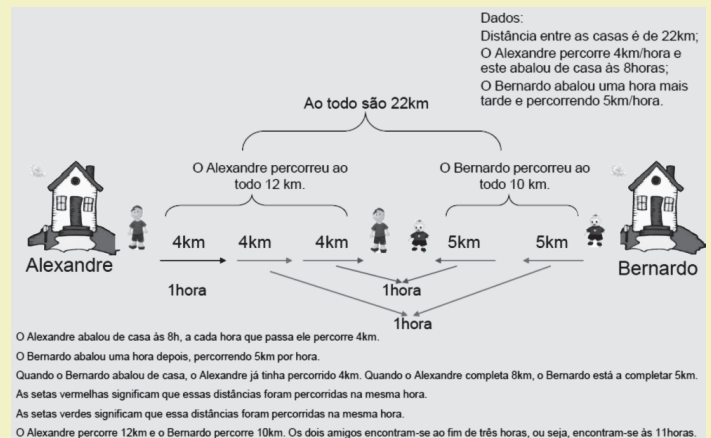 Dados:
Distância entre as casas é de 22km;
O Alexandre percorre 4km/hora e
este abalou de casa às 8horas;
O Bernardo abalou uma hora mais
tarde e percorrendo 5km/hora.
Ao todo são 22km
O Alexandre percorreu ao
todo 12 km.
O Bernardo percorreu ao
todo 10 km.
4km 4km 4km 5km 5km
Alexandre
Bernardo
1hora
1hora
1hora
O Alexandre abalou de casa às 8h, a cada hora que passa ele percorre 4km.
O Bernardo abalou uma hora depois, percorrendo 5km por hora.
Quando o Bernardo abalou de casa, o Alexandre já tinha percorrido 4km. Quando o Alexandre completa 8km, o Bernardo está a completar 5km.
As setas vermelhas significam que essas distâncias foram percorridas na mesma hora.
As setas verdes significam que essa distâncias foram percorridas na mesma hora.
O Alexandre percorre 12km e o Bernardo percorre 10km. Os dois amigos encontram-se ao fim de três horas, ou seja, encontram-se às 11horas.